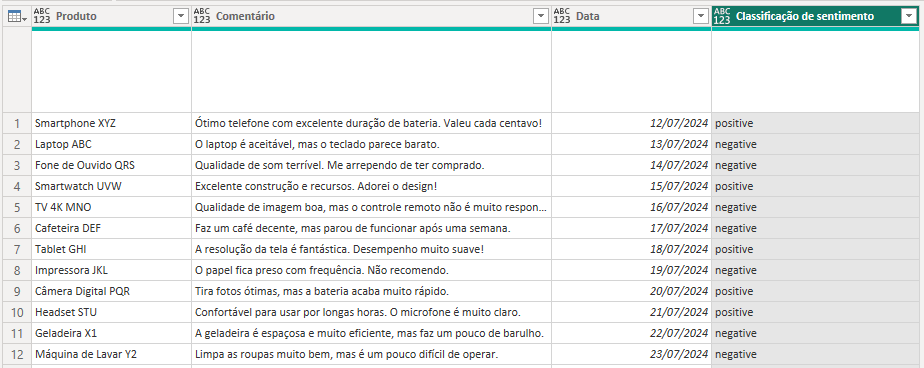 ABC 123 Produto ABC 123 Comentário ABC 123 Data ABC 123 Classificação de sentimento
1 Smartphone XYZ Ótimo telefone com excelente duração de bateria. Valeu cada centavo! 12/07/2024 positive
2 Laptop ABC O laptop é aceitável, mas o teclado parece barato. 13/07/2024 negative
3 Fone de Ouvido QRS Qualidade de som terrível. Me arrependo de ter comprado. 14/07/2024 negative
4 Smartwatch UVW Excelente construção e recursos. Adorei o design! 15/07/2024 positive
5 TV 4K MNO Qualidade de imagem boa, mas o controle remoto não é muito respon... 16/07/2024 negative
6 Cafeteira DEF Faz um café decente, mas parou de funcionar após uma semana. 17/07/2024 negative
7 Tablet GHI A resolução da tela é fantástica. Desempenho muito suave! 18/07/2024 positive
8 Impressora JKL O papel fica preso com frequência. Não recomendo. 19/07/2024 negative
9 Câmera Digital PQR Tira fotos ótimas, mas a bateria acaba muito rápido. 20/07/2024 positive
10 Headset STU Confortável para usar por longas horas. O microfone é muito claro. 21/07/2024 positive
11 Geladeira X1 A geladeira é espaçosa e muito eficiente, mas faz um pouco de barulho. 22/07/2024 negative
12 Máquina de Lavar Y2 Limpa as roupas muito bem, mas é um pouco difícil de operar. 23/07/2024 negative